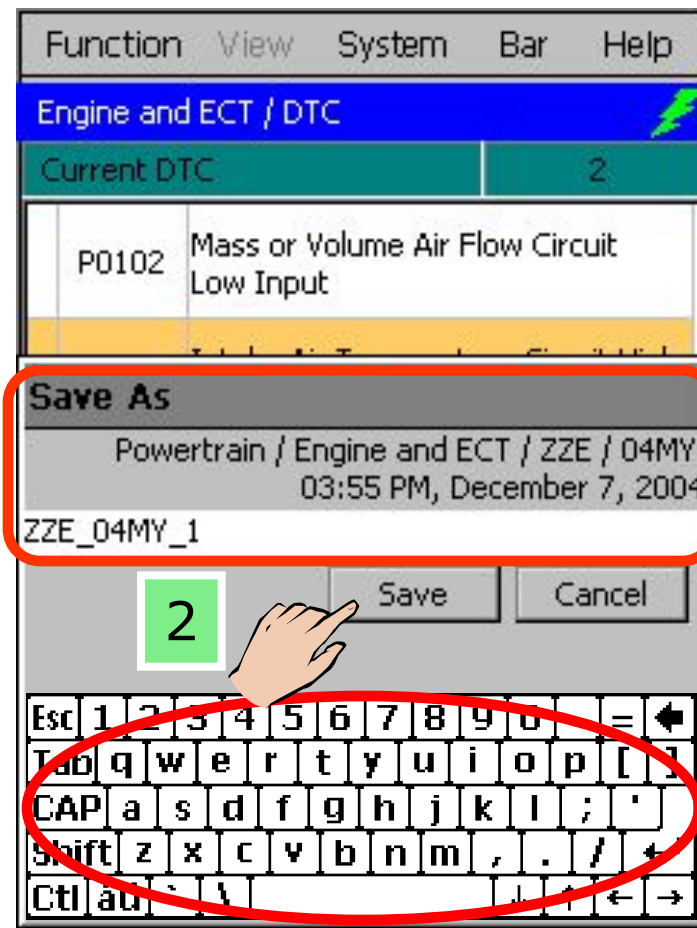 Function View System Bar Help
Engine and ECT / DTC
Current DTC 2
P0102 Mass or Volume Air Flow Circuit
Low Input
Save As
Powertrain / Engine and ECT / ZZE / 04MY
03:55 PM, December 7, 2004
ZZE_04MY_1
2 Save Cancel
Esc 1 2 3 4 5 6 7 8 9 0 =
Tab q w e r t y u i o p [ ]
CAP a s d f g h j k l ; '
Shift z x c v b n m , . / ↵
Ctl áü ` \ ↓ ↑ ← →